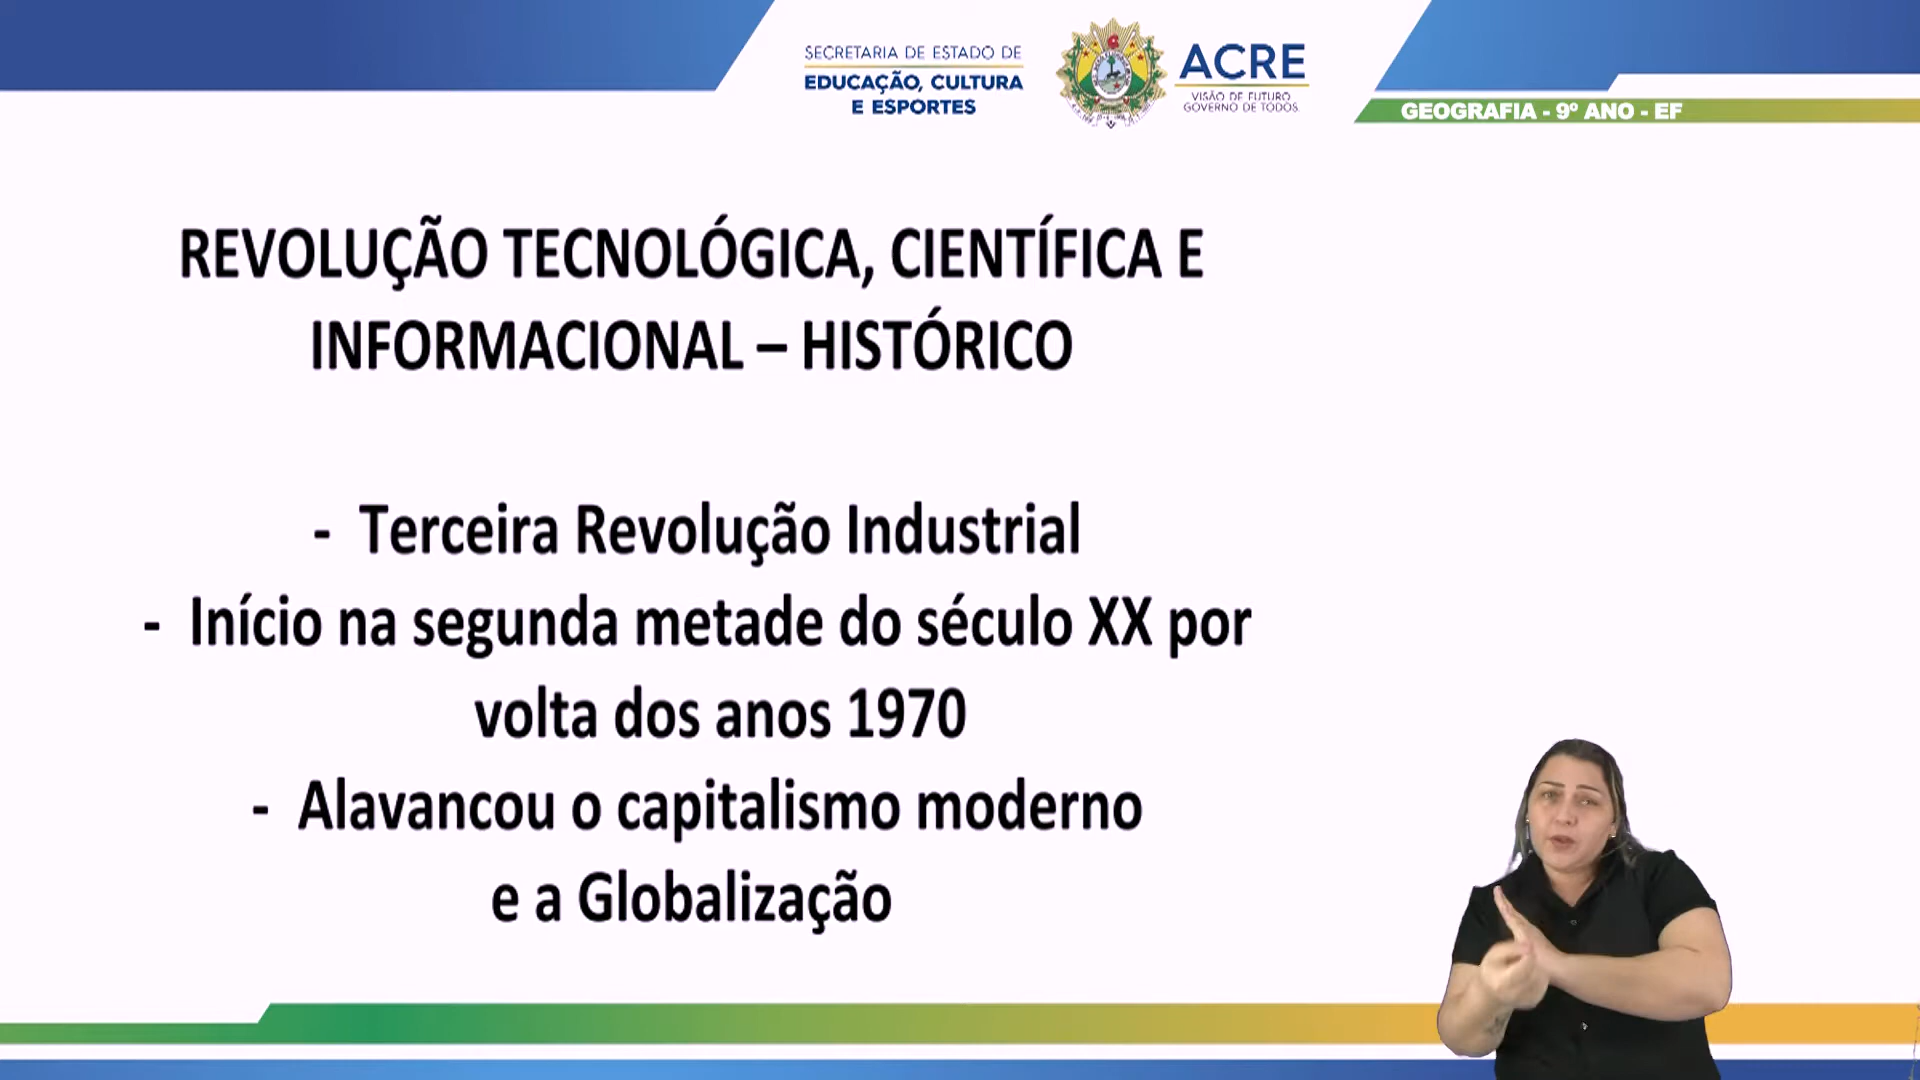 SECRETARIA DE ESTADO DE
EDUCAÇÃO, CULTURA
E ESPORTES
ACRE
VISÃO DE FUTURO
GOVERNO DE TODOS
GEOGRAFIA - 9º ANO - EF
REVOLUÇÃO TECNOLÓGICA, CIENTÍFICA E
INFORMACIONAL – HISTÓRICO
- Terceira Revolução Industrial
- Início na segunda metade do século XX por
volta dos anos 1970
- Alavancou o capitalismo moderno
e a Globalização